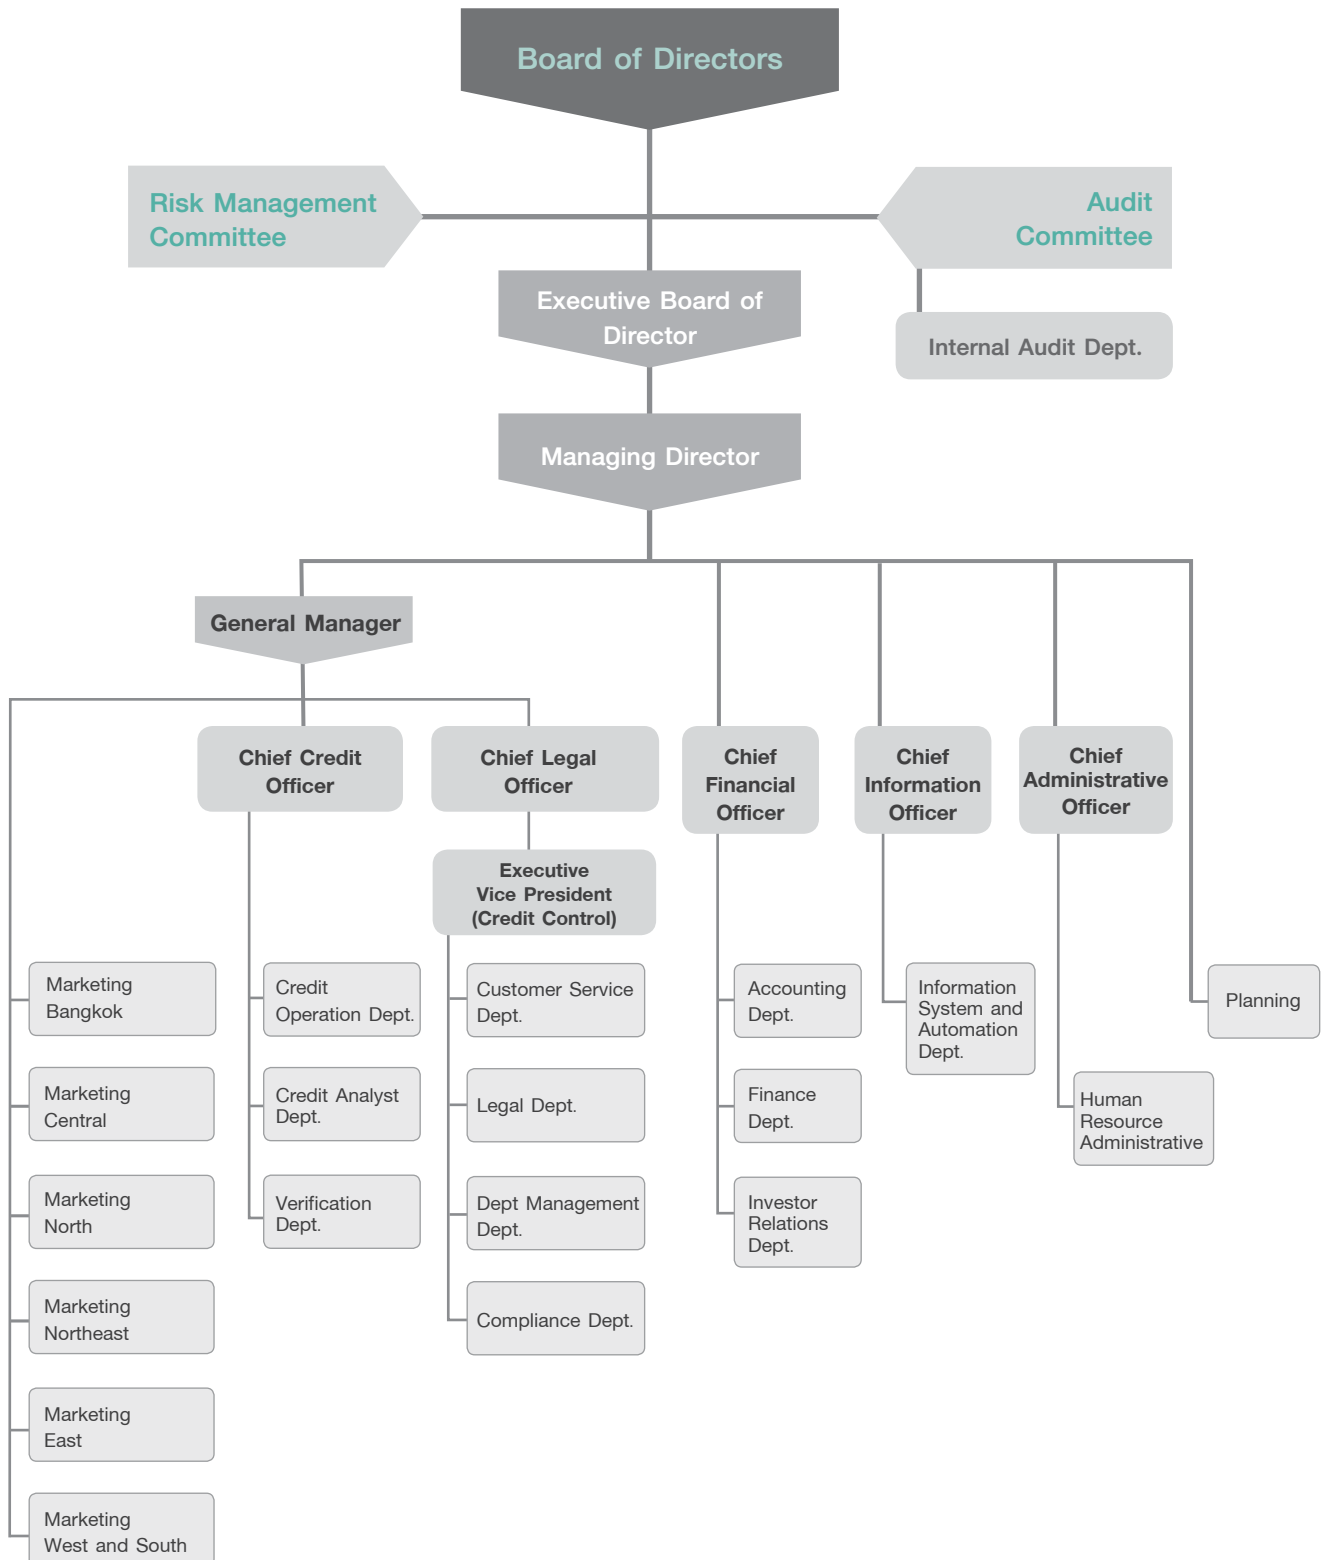 Board of Directors
Risk Management
Committee
Audit
Committee
Executive Board of
Director
Internal Audit Dept.
Managing Director
General Manager
Chief Credit
Officer
Chief Legal
Officer
Chief
Financial
Officer
Chief
Information
Officer
Chief
Administrative
Officer
Executive
Vice President
(Credit Control)
Marketing
Bangkok
Marketing
Central
Marketing
North
Marketing
Northeast
Marketing
East
Marketing
West and South
Credit
Operation Dept.
Credit Analyst
Dept.
Verification
Dept.
Customer Service
Dept.
Legal Dept.
Dept Management
Dept.
Compliance Dept.
Accounting
Dept.
Finance
Dept.
Investor
Relations
Dept.
Information
System and
Automation
Dept.
Human
Resource
Administrative
Planning